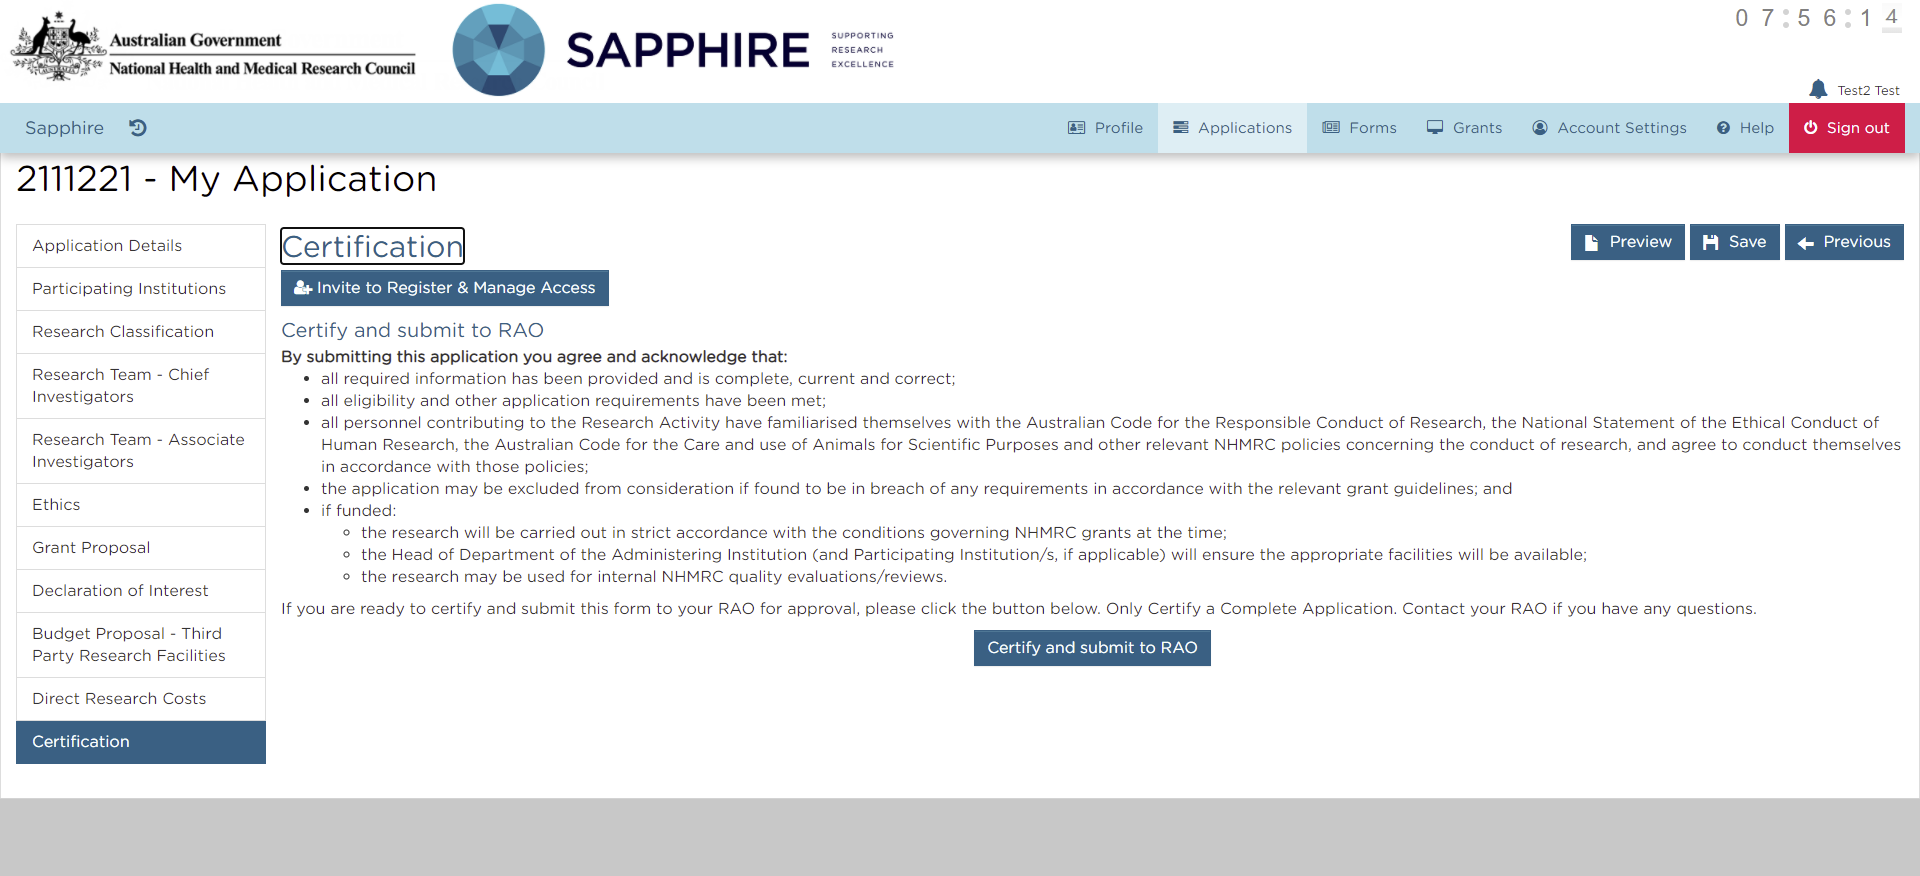 Australian Government
National Health and Medical Research Council
SAPPHIRE
SUPPORTING
RESEARCH
EXCELLENCE
07:56:14
Test2 Test
Sapphire
Profile
Applications
Forms
Grants
Account Settings
Help
Sign out
2111221 - My Application
Application Details
Participating Institutions
Research Classification
Research Team - Chief
Investigators
Research Team - Associate
Investigators
Ethics
Grant Proposal
Declaration of Interest
Budget Proposal - Third
Party Research Facilities
Direct Research Costs
Certification
Certification
Preview
Save
Previous
Invite to Register & Manage Access
Certify and submit to RAO
By submitting this application you agree and acknowledge that:
all required information has been provided and is complete, current and correct;
all eligibility and other application requirements have been met;
all personnel contributing to the Research Activity have familiarised themselves with the Australian Code for the Responsible Conduct of Research, the National Statement of the Ethical Conduct of
Human Research, the Australian Code for the Care and use of Animals for Scientific Purposes and other relevant NHMRC policies concerning the conduct of research, and agree to conduct themselves
in accordance with those policies;
the application may be excluded from consideration if found to be in breach of any requirements in accordance with the relevant grant guidelines; and
if funded:
the research will be carried out in strict accordance with the conditions governing NHMRC grants at the time;
the Head of Department of the Administering Institution (and Participating Institution/s, if applicable) will ensure the appropriate facilities will be available;
the research may be used for internal NHMRC quality evaluations/reviews.
If you are ready to certify and submit this form to your RAO for approval, please click the button below. Only Certify a Complete Application. Contact your RAO if you have any questions.
Certify and submit to RAO